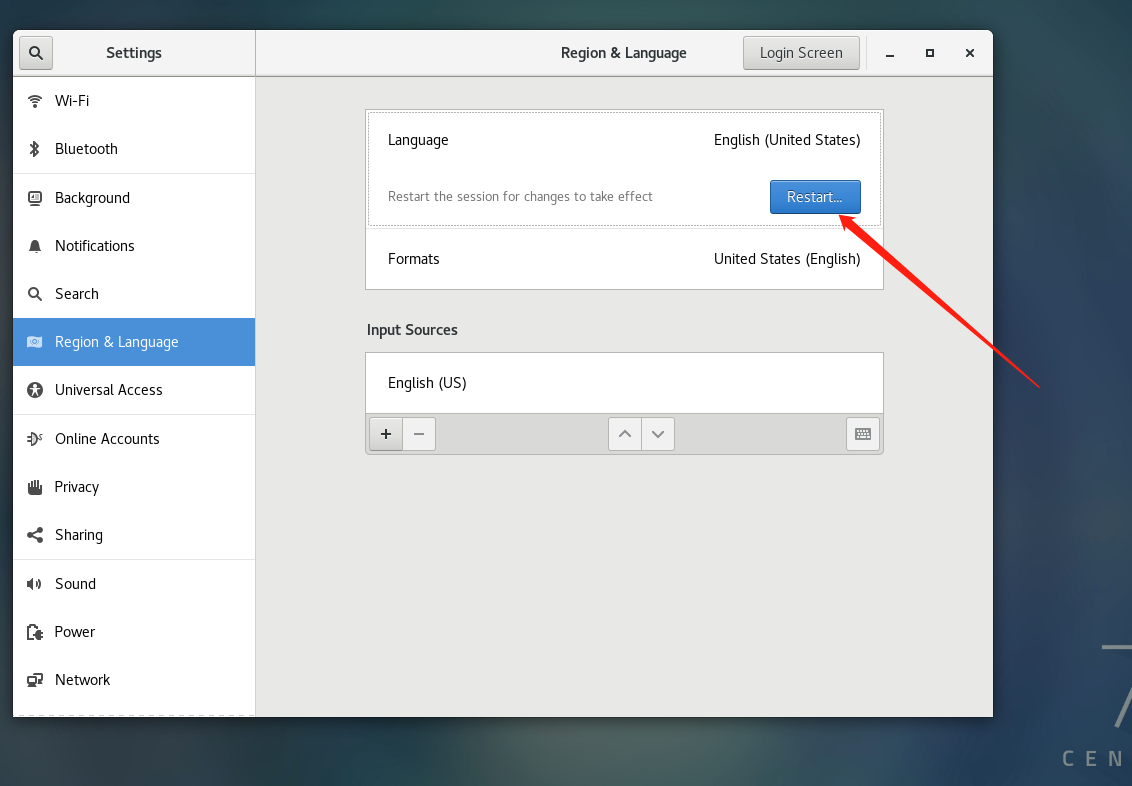 Settings
Region & Language
Login Screen
Wi-Fi
Bluetooth
Background
Notifications
Search
Region & Language
Universal Access
Online Accounts
Privacy
Sharing
Sound
Power
Network
Language English (United States)
Restart the session for changes to take effect Restart...
Formats United States (English)
Input Sources
English (US)
7
CEN